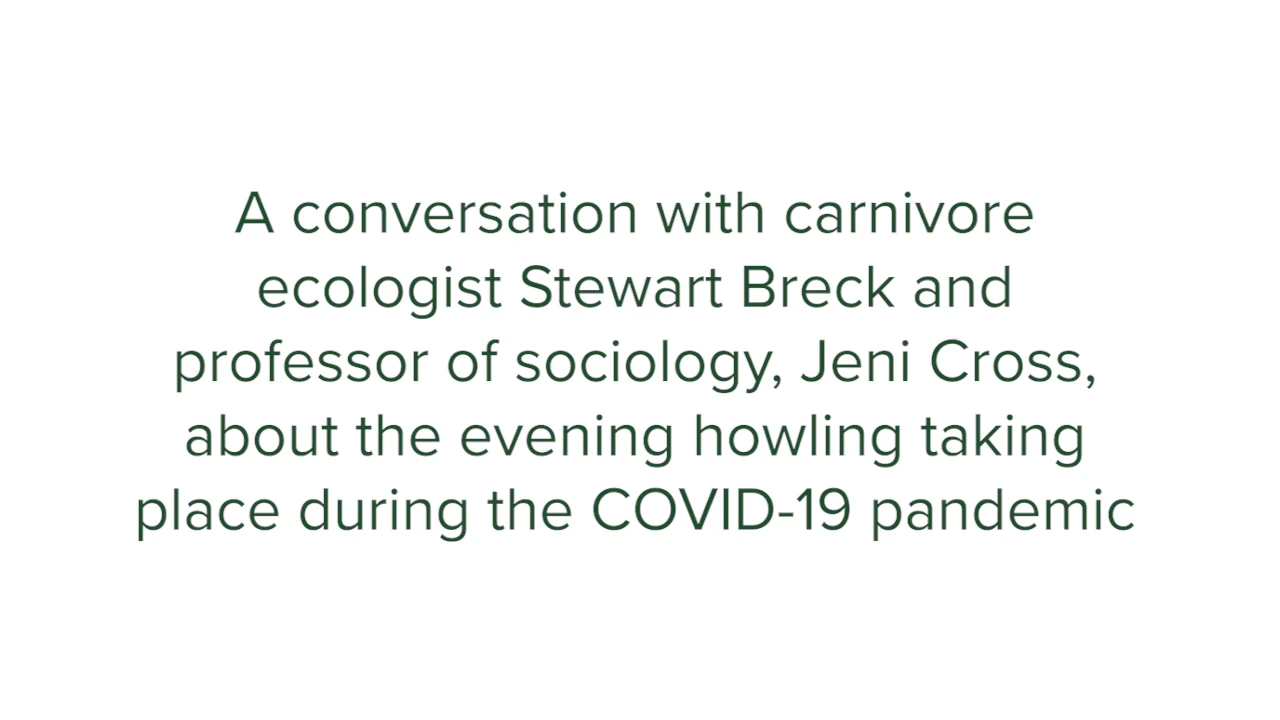 A conversation with carnivore
ecologist Stewart Breck and
professor of sociology, Jeni Cross,
about the evening howling taking
place during the COVID-19 pandemic